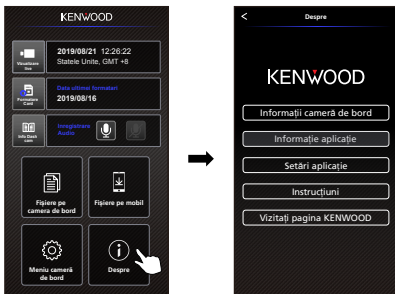 KENWOOD
Vizualizare
live
2019/08/21 12:26:22
Statele Unite, GMT +8
Formatare
Card
Data ultimei formatari
2019/08/16
Info Dash
cam
Inregistrare
Audio
Fișiere pe
camera de bord
Fișiere pe mobil
Meniu cameră
de bord
Despre
< Despre
KENWOOD
Informații cameră de bord
Informație aplicație
Setări aplicație
Instrucțiuni
Vizitați pagina KENWOOD